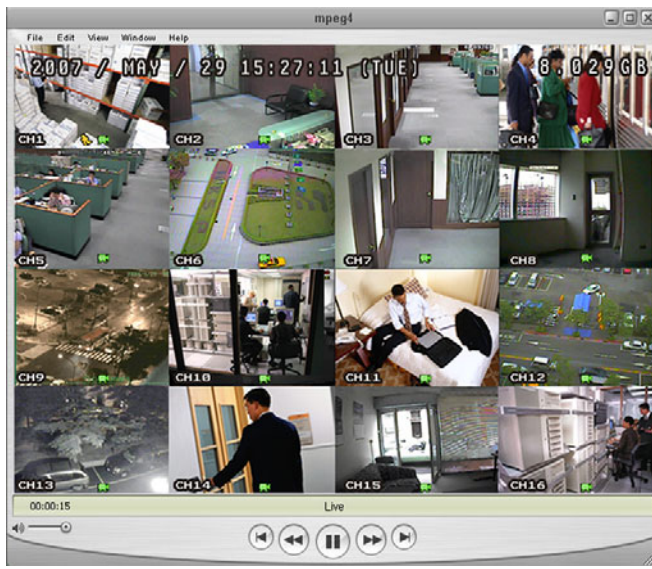 mpeg4
File Edit View Window Help
2007 / MAY / 29 15:27:11 (TUE) 8.029GB
CH1 CH2 CH3 CH4
CH5 CH6 CH7 CH8
CH9 CH10 CH11 CH12
CH13 CH14 CH15 CH16
00:00:15 Live